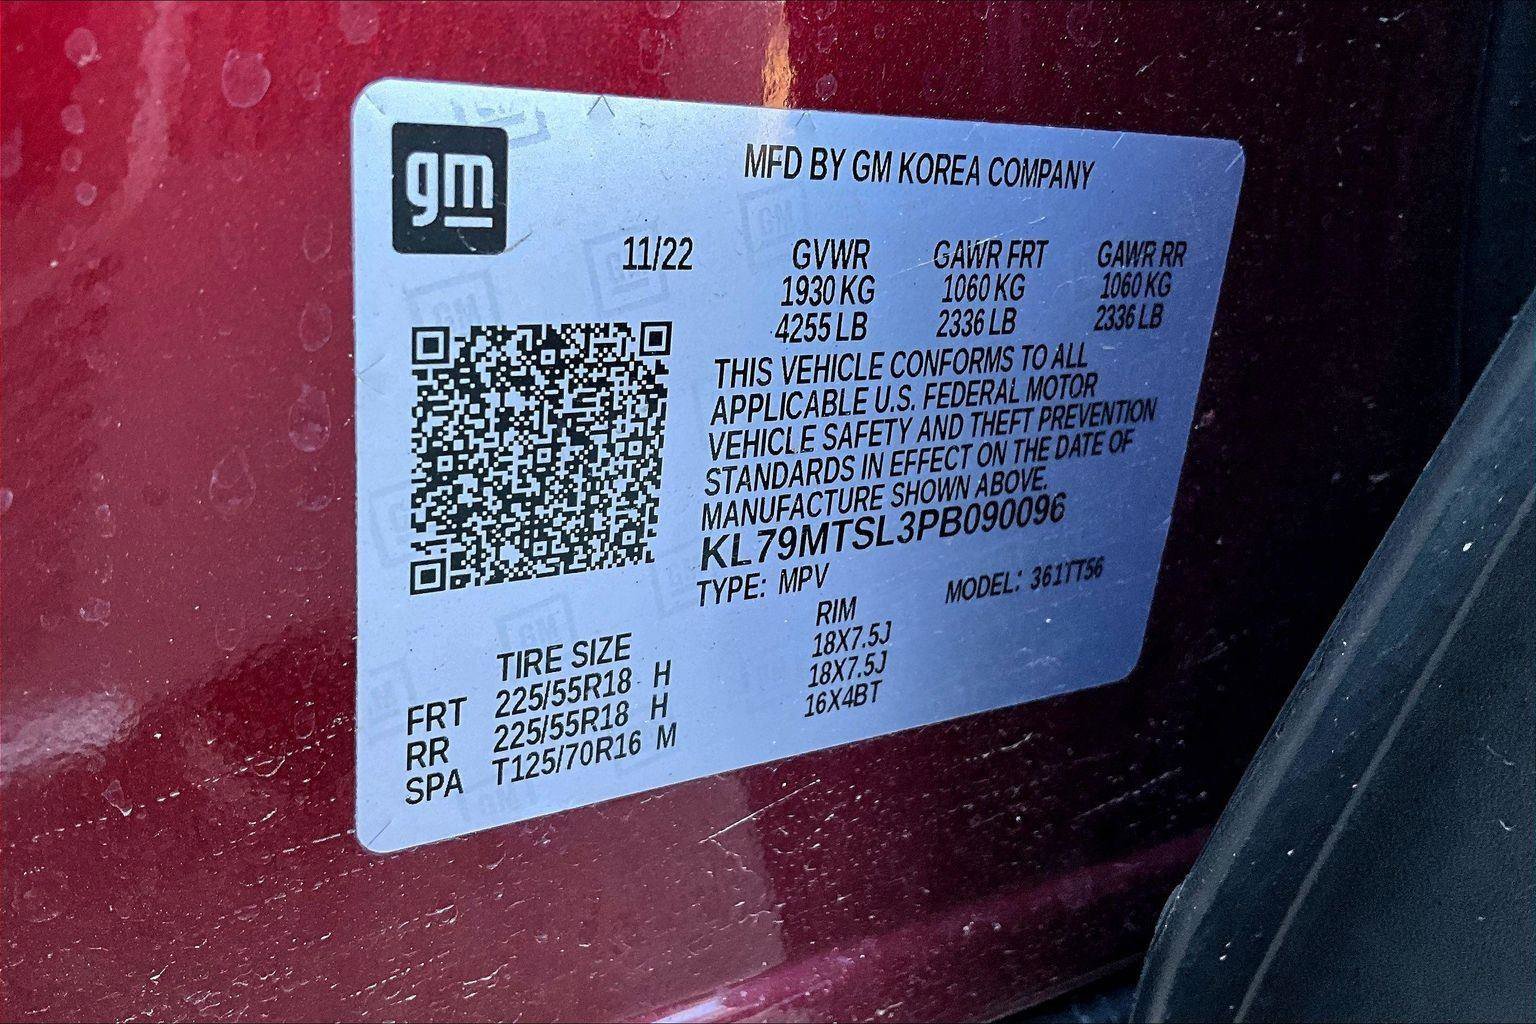 gm
MFD BY GM KOREA COMPANY
11/22 GVWR GAWR FRT GAWR RR
1930 KG 1060 KG 1060 KG
4255 LB 2336 LB 2336 LB
THIS VEHICLE CONFORMS TO ALL
APPLICABLE U.S. FEDERAL MOTOR
VEHICLE SAFETY AND THEFT PREVENTION
STANDARDS IN EFFECT ON THE DATE OF
MANUFACTURE SHOWN ABOVE.
KL79MTSL3PB090096
TYPE: MPV MODEL: 361TT56
TIRE SIZE RIM
FRT 225/55R18 H 18X7.5J
RR 225/55R18 H 18X7.5J
SPA T125/70R16 M 16X4BT